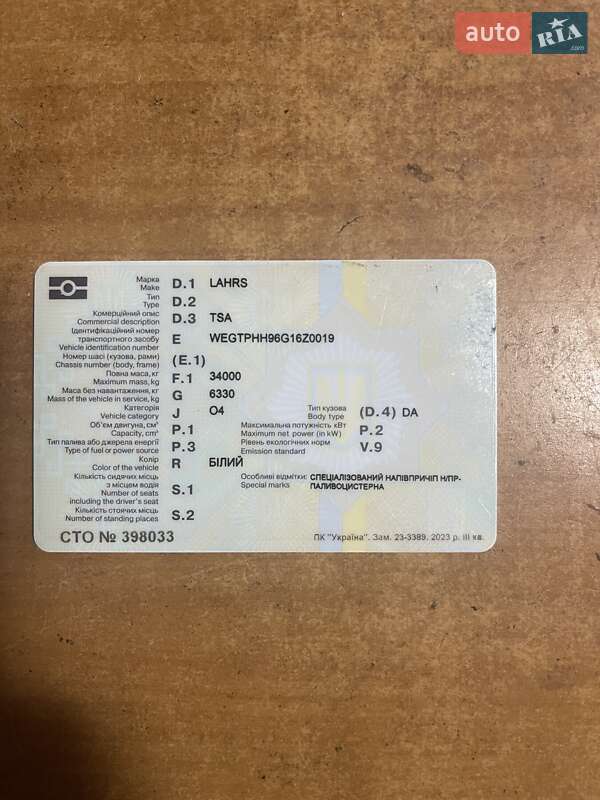 auto RIA.com
Марка
Make D.1 LAHRS
Тип
Type D.2
Комерційний опис
Commercial description D.3 TSA
Ідентифікаційний номер
транспортного засобу
Vehicle identification number E WEGTPHH96G16Z0019
Номер шасі (кузова, рами)
Chassis number (body, frame) (E.1)
Повна маса, кг
Maximum mass, kg F.1 34000
Маса без навантаження, кг
Mass of the vehicle in service, kg G 6330
Категорія
Vehicle category J O4
Тип кузова
Body type (D.4) DA
Об'єм двигуна, см³
Capacity, cm³ P.1
Максимальна потужність кВт
Maximum net power (in kW) P.2
Тип палива або джерела енергії
Type of fuel or power source P.3
Рівень екологічних норм
Emission standard V.9
Колір
Color of the vehicle R БІЛИЙ
Кількість сидячих місць
з місцем водія
Number of seats
including the driver's seat S.1
Особливі відмітки: СПЕЦІАЛІЗОВАНИЙ НАПІВПРИЧІП Н/ПР-
Special marks ПАЛИВОЦИСТЕРНА
Кількість стоячих місць
Number of standing places S.2
СТО № 398033
ПК "Україна". Зам. 23-3389. 2023 р. III кв.